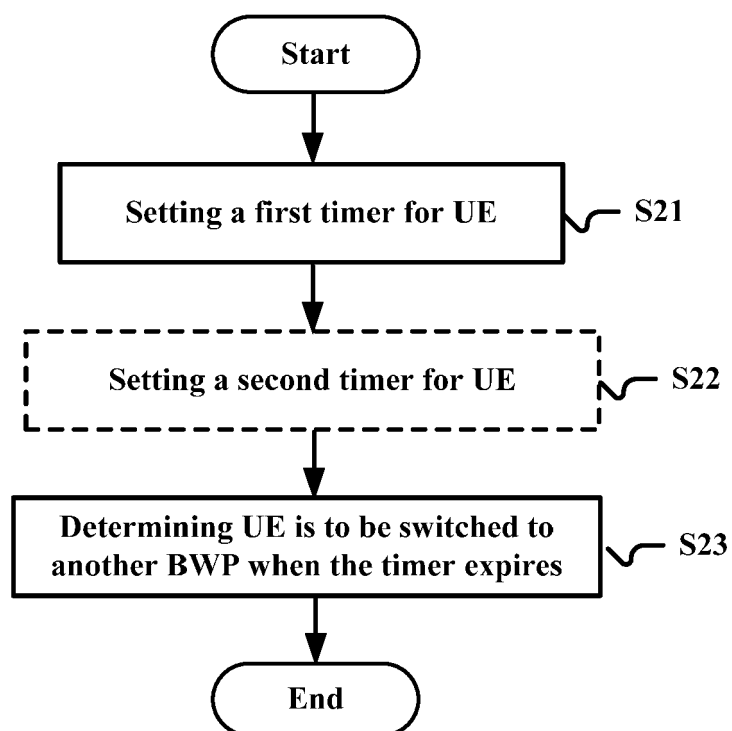 Start
Setting a first timer for UE
S21
Setting a second timer for UE
S22
Determining UE is to be switched to
another BWP when the timer expires
S23
End